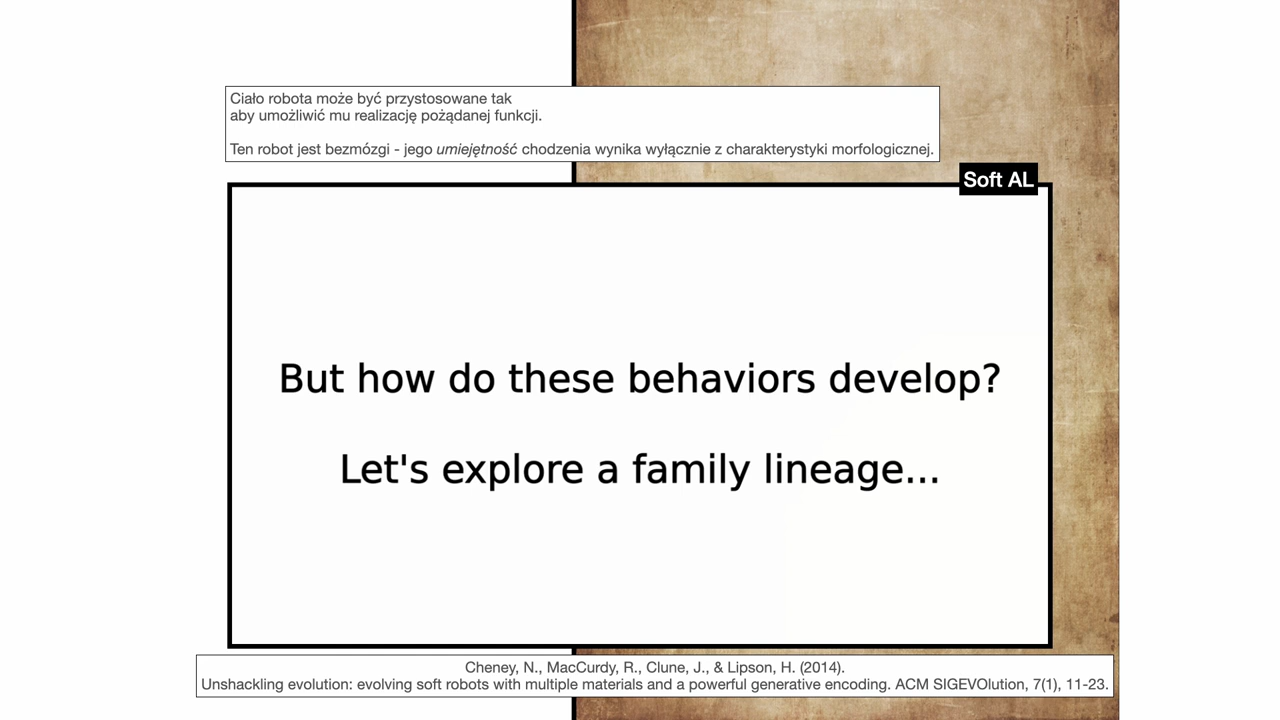 Ciało robota może być przystosowane tak
aby umożliwić mu realizację pożądanej funkcji.
Ten robot jest bezmózgi - jego umiejętność chodzenia wynika wyłącznie z charakterystyki morfologicznej.
Soft AL
But how do these behaviors develop?
Let's explore a family lineage...
Cheney, N., MacCurdy, R., Clune, J., & Lipson, H. (2014).
Unshackling evolution: evolving soft robots with multiple materials and a powerful generative encoding. ACM SIGEVOlution, 7(1), 11-23.